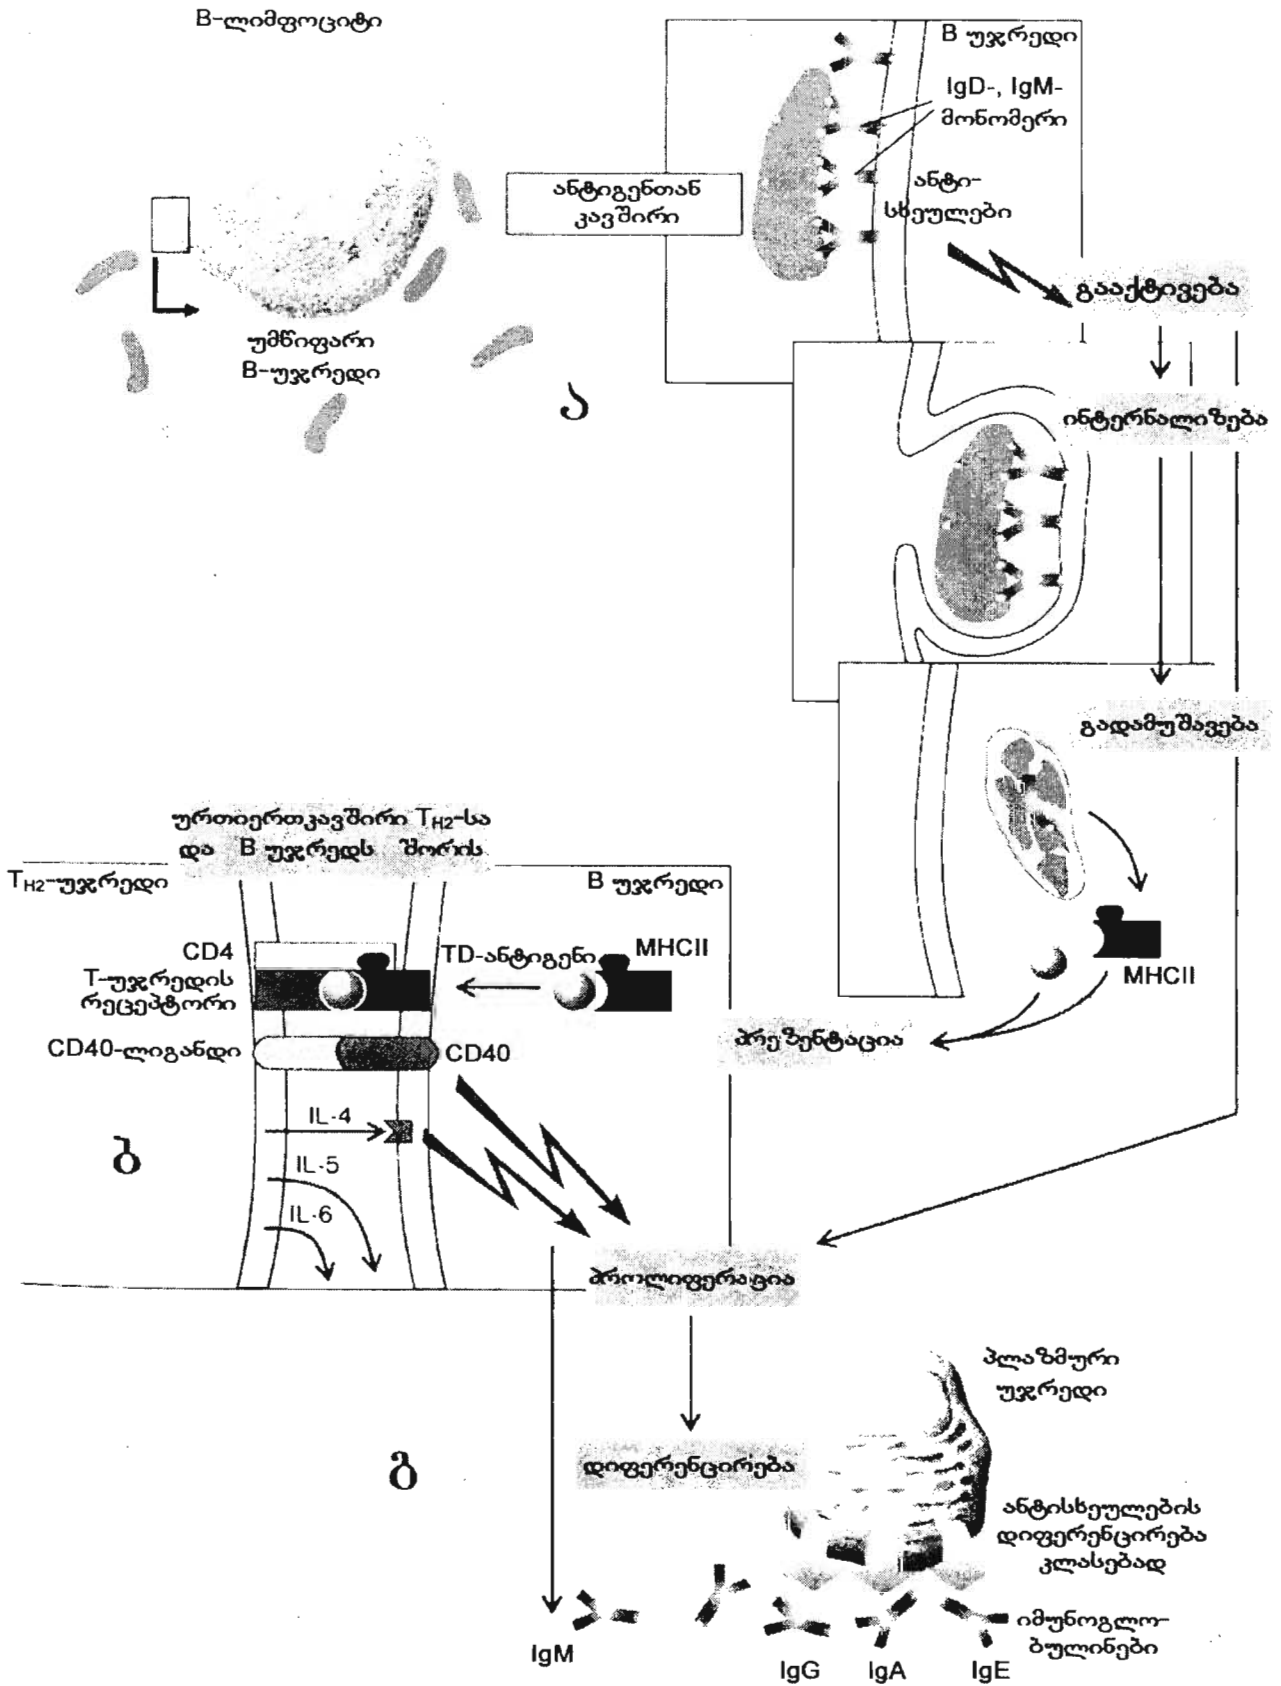 B-ლიმფოციტი
B უჯრედი
IgD-, IgM-
მონომერი
ანტიგენთან
კავშირი
ანტი-
სხეულები
გააქტივება
უმწიფარი
B-უჯრედი
ა
ინტერნალიზება
გადამუშავება
ურთიერთკავშირი TH2-სა
და B უჯრედს შორის
TH2-უჯრედი
B უჯრედი
CD4
TD-ანტიგენი
MHCII
T-უჯრედის
რეცეპტორი
MHCII
CD40-ლიგანდი
CD40
პრეზენტაცია
IL-4
ბ
IL-5
IL-6
პროლიფერაცია
პლაზმური
უჯრედი
გ
დიფერენცირება
ანტისხეულების
დიფერენცირება
კლასებად
იმუნოგლო-
ბულინები
IgM
IgG
IgA
IgE